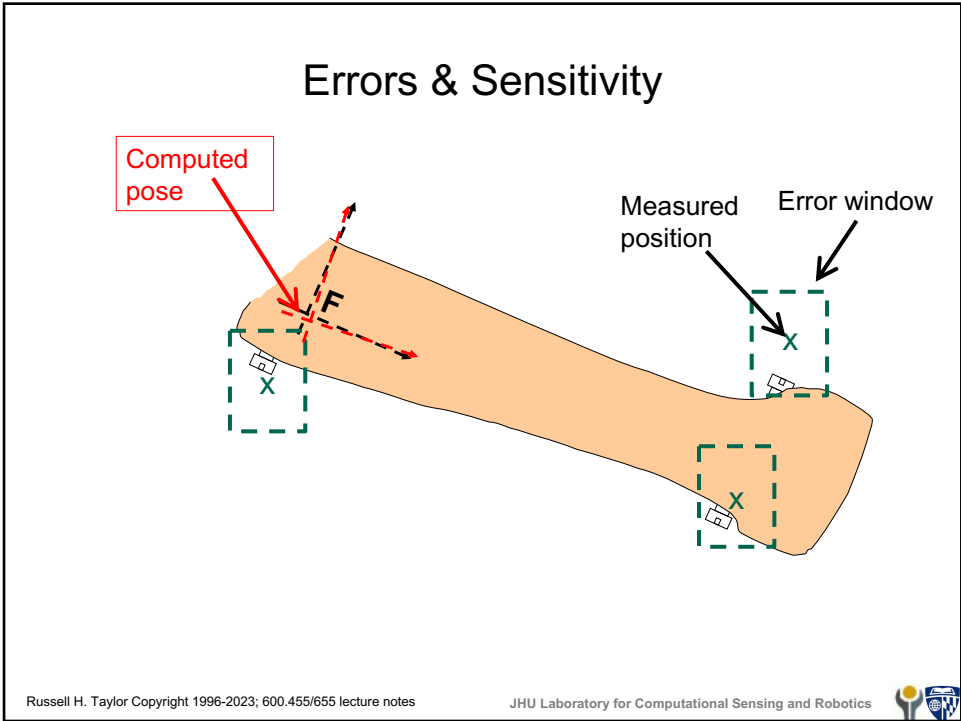 Errors & Sensitivity
Computed
pose
Measured
position
Error window
F
x
x
x
Russell H. Taylor Copyright 1996-2023; 600.455/655 lecture notes
JHU Laboratory for Computational Sensing and Robotics